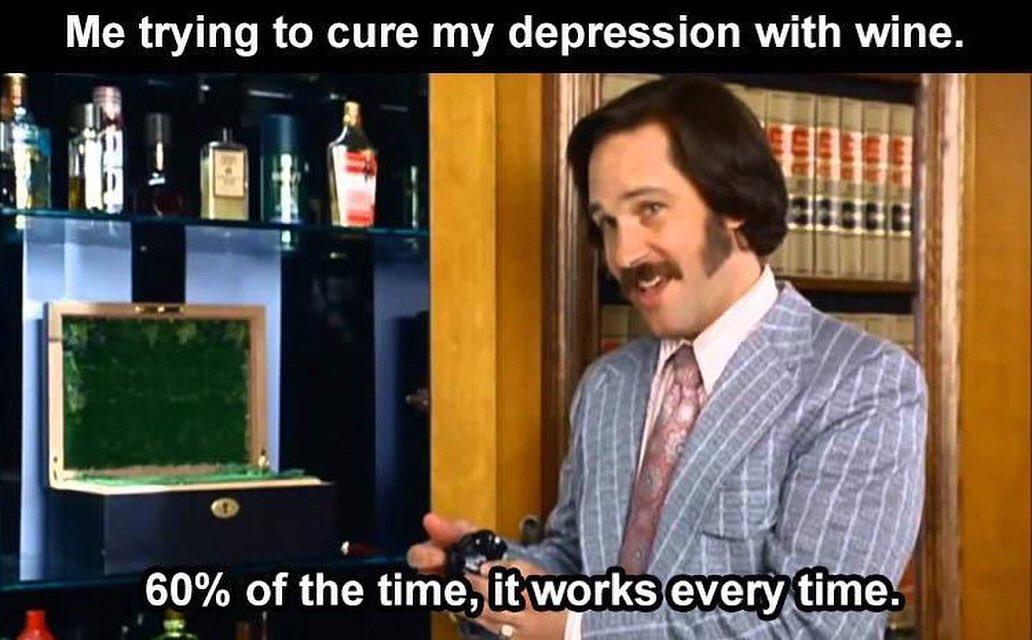 Me trying to cure my depression with wine.
60% of the time, it works every time.